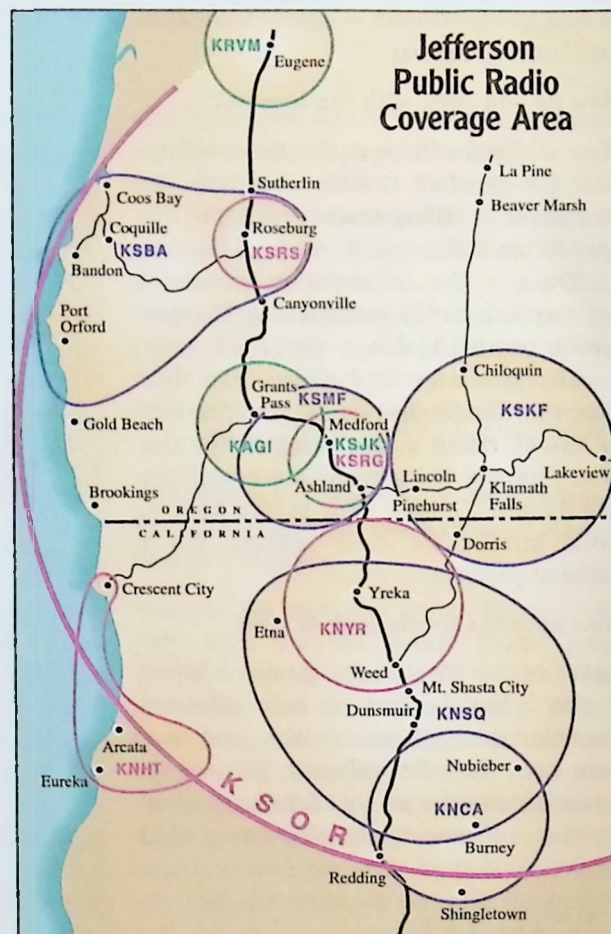 Jefferson
Public Radio
Coverage Area
KRVM
Eugene
La Pine
Beaver Marsh
Sutherlin
Coos Bay
Roseburg
Coquille
KSBA
KSRS
Bandon
Canyonville
Port
Orford
Chiloquin
Grants
Pass
KSMF
KSKF
Gold Beach
Medford
KAGI
KSJK
KSRG
Lakeview
Ashland
Lincoln
Klamath
Falls
Pinehurst
Brookings
OREGON
CALIFORNIA
Dorris
Crescent City
Yreka
Etna
KNYR
Weed
Mt. Shasta City
Dunsmuir
KNSQ
Arcata
Nubieber
Eureka
KNHT
KSOR
KNCA
Burney
Redding
Shingletown